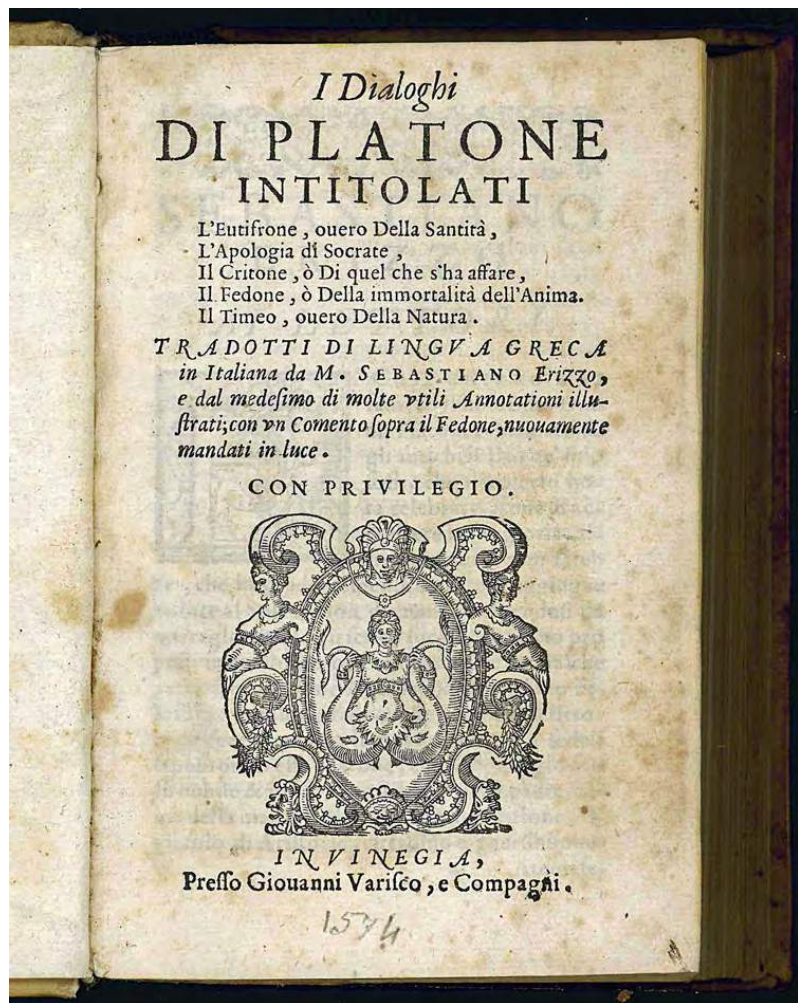 I Dialoghi
DI PLATONE
INTITOLATI
L'Eutifrone, ouero Della Santità,
L'Apologia di Socrate,
Il Critone, ò Di quel che s'ha affare,
Il Fedone, ò Della immortalità dell'Anima.
Il Timeo, ouero Della Natura.
TRADOTTI DI LINGVA GRECA
in Italiana da M. SEBASTIANO Erizzo,
e dal medeſimo di molte vtili Annotationi illu-
ſtrati; con vn Comento ſopra il Fedone, nuouamente
mandati in luce.
CON PRIVILEGIO.
IN VINEGIA,
Preſſo Giouanni Variſco, e Compagni.
1574